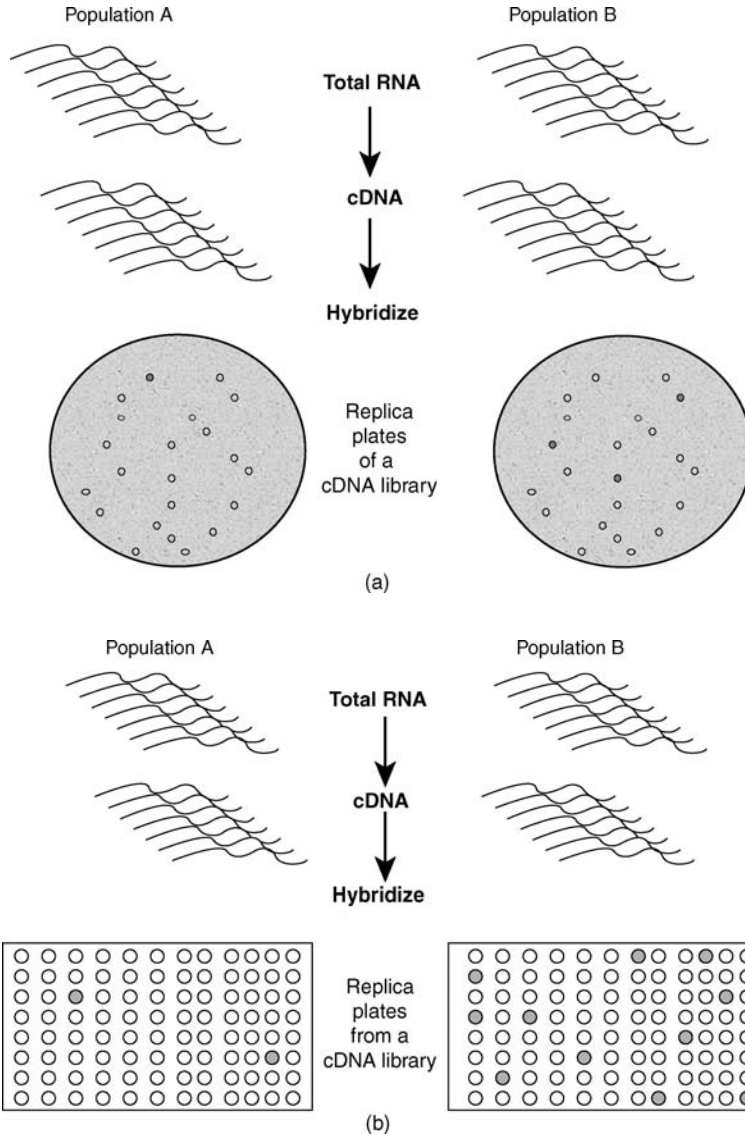 Population A
Population B
Total RNA
cDNA
Hybridize
Replica
plates
of a
cDNA library
(a)
Population A
Population B
Total RNA
cDNA
Hybridize
Replica
plates
from a
cDNA library
(b)